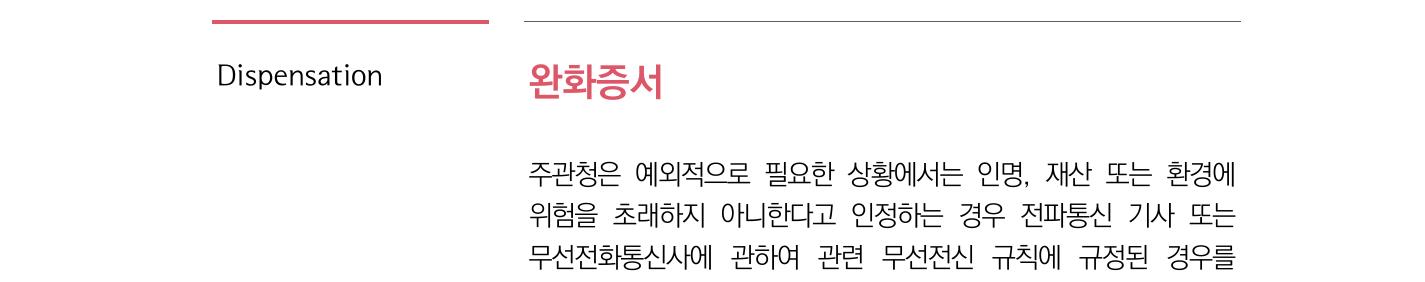 Dispensation
완화증서
주관청은 예외적으로 필요한 상황에서는 인명, 재산 또는 환경에
위험을 초래하지 아니한다고 인정하는 경우 전파통신 기사 또는
무선전화통신사에 관하여 관련 무선전신 규칙에 규정된 경우를